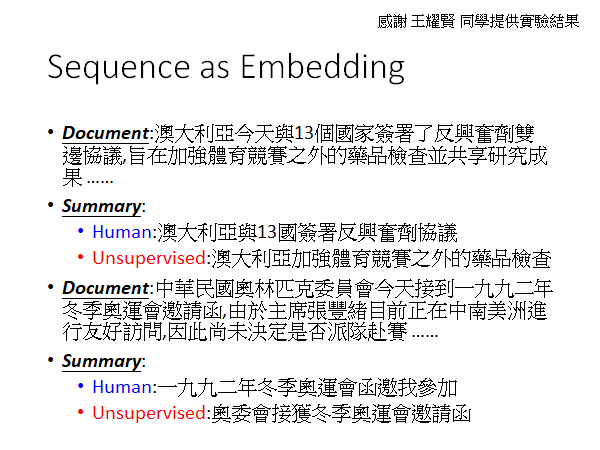 感謝 王耀賢 同學提供實驗結果
Sequence as Embedding
• Document:澳大利亞今天與13個國家簽署了反興奮劑雙
邊協議,旨在加強體育競賽之外的藥品檢查並共享研究成
果 ……
• Summary:
• Human:澳大利亞與13國簽署反興奮劑協議
• Unsupervised:澳大利亞加強體育競賽之外的藥品檢查
• Document:中華民國奧林匹克委員會今天接到一九九二年
冬季奧運會邀請函,由於主席張豐緒目前正在中南美洲進
行友好訪問,因此尚未決定是否派隊赴賽 ……
• Summary:
• Human:一九九二年冬季奧運會函邀我參加
• Unsupervised:奧委會接獲冬季奧運會邀請函